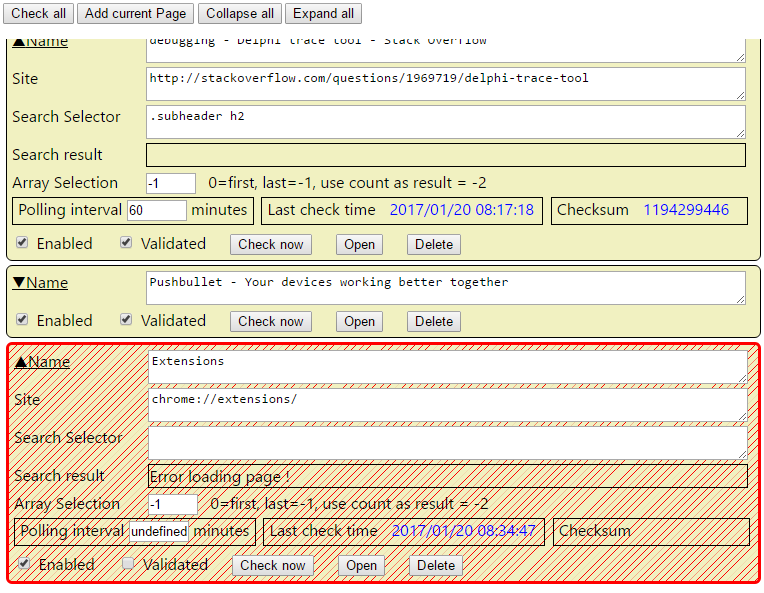 Check all Add current Page Collapse all Expand all
▲Name debugging - Delphi trace tool - Stack Overflow
Site http://stackoverflow.com/questions/1969719/delphi-trace-tool
Search Selector .subheader h2
Search result
Array Selection -1 0=first, last=-1, use count as result = -2
Polling interval 60 minutes Last check time 2017/01/20 08:17:18 Checksum 1194299446
Enabled Validated Check now Open Delete
▼Name Pushbullet - Your devices working better together
Enabled Validated Check now Open Delete
▲Name Extensions
Site chrome://extensions/
Search Selector
Search result Error loading page !
Array Selection -1 0=first, last=-1, use count as result = -2
Polling interval undefined minutes Last check time 2017/01/20 08:34:47 Checksum
Enabled Validated Check now Open Delete